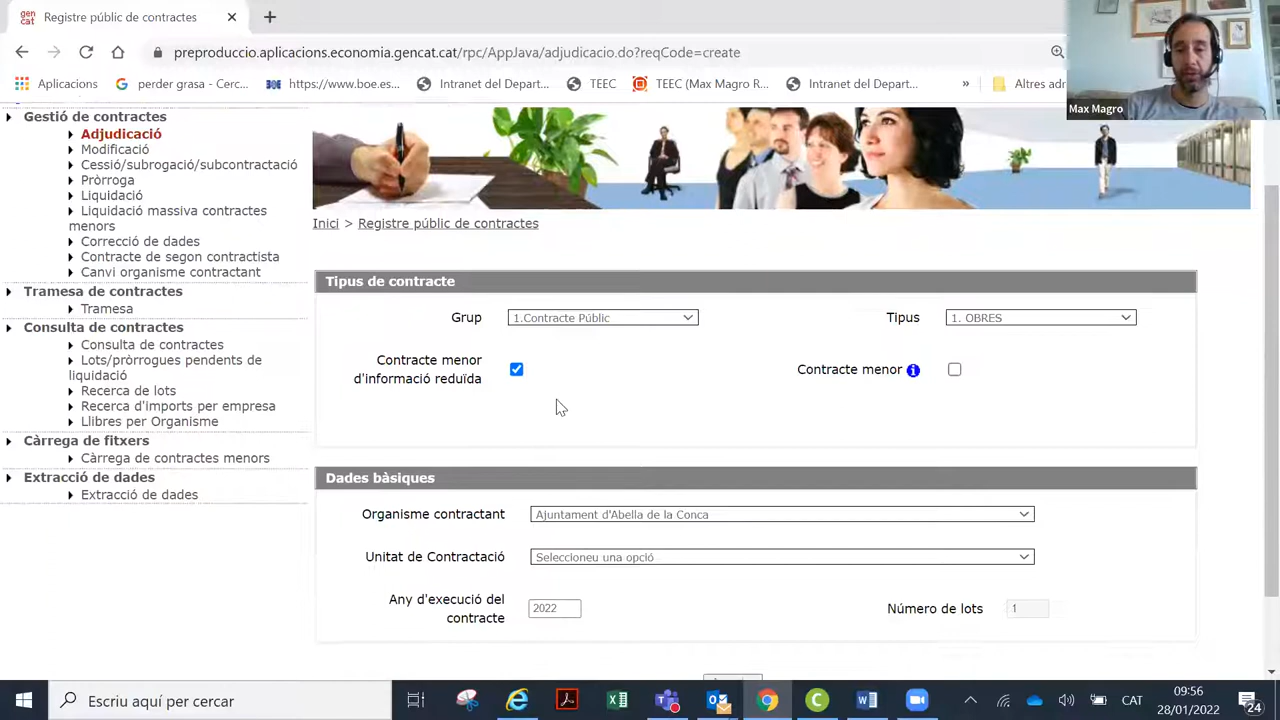 gen
cat
Registre públic de contractes
preproduccio.aplicacions.economia.gencat.cat/rpc/AppJava/adjudicacio.do?reqCode=create
Aplicacions
perder grasa - Cerc...
https://www.boe.es...
Intranet del Depart...
TEEC
TEEC (Max Magro R...
Intranet del Depart...
»
Altres adr
Max Magro
Gestió de contractes
Adjudicació
Modificació
Cessió/subrogació/subcontractació
Pròrroga
Liquidació
Liquidació massiva contractes
menors
Correcció de dades
Contracte de segon contractista
Canvi organisme contractant
Tramesa de contractes
Tramesa
Consulta de contractes
Consulta de contractes
Lots/pròrrogues pendents de
liquidació
Recerca de lots
Recerca d'imports per empresa
Llibres per Organisme
Càrrega de fitxers
Càrrega de contractes menors
Extracció de dades
Extracció de dades
Inici > Registre públic de contractes
Tipus de contracte
Grup 1.Contracte Públic Tipus 1. OBRES
Contracte menor
d'informació reduïda
Contracte menor
Dades bàsiques
Organisme contractant Ajuntament d'Abella de la Conca
Unitat de Contractació Seleccioneu una opció
Any d'execució del
contracte
2022
Número de lots 1
Escriu aquí per cercar
CAT
09:56
28/01/2022
24